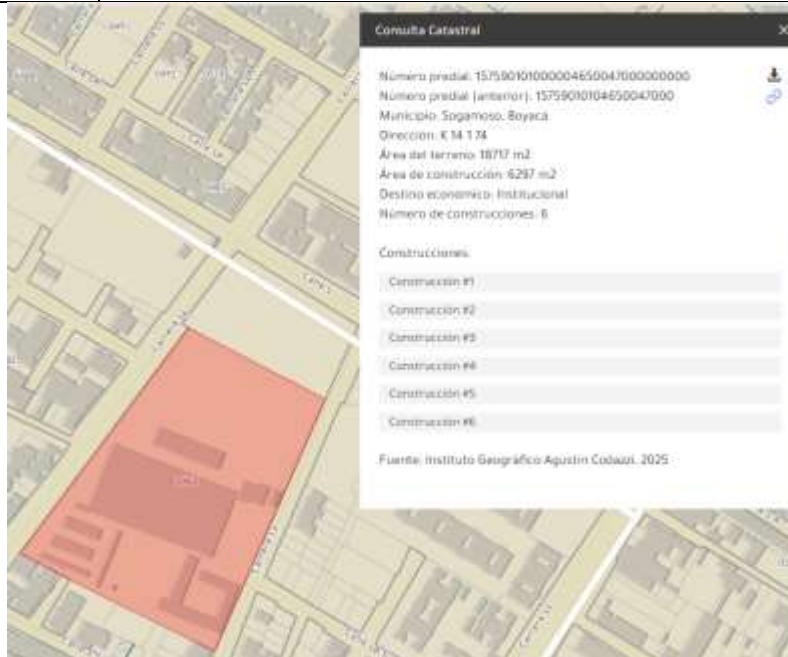 Consulta Catastral
Número predial: 157590101000004650047000000000
Número predial (anterior): 15759010104650047000
Municipio: Sogamoso, Boyacá
Dirección: K 14 1 74
Área del terreno: 18717 m2
Área de construcción: 6297 m2
Destino económico: Institucional
Número de construcciones: 6
Construcciones:
Construcción #1
Construcción #2
Construcción #3
Construcción #4
Construcción #5
Construcción #6
Fuente: Instituto Geográfico Agustín Codazzi, 2025